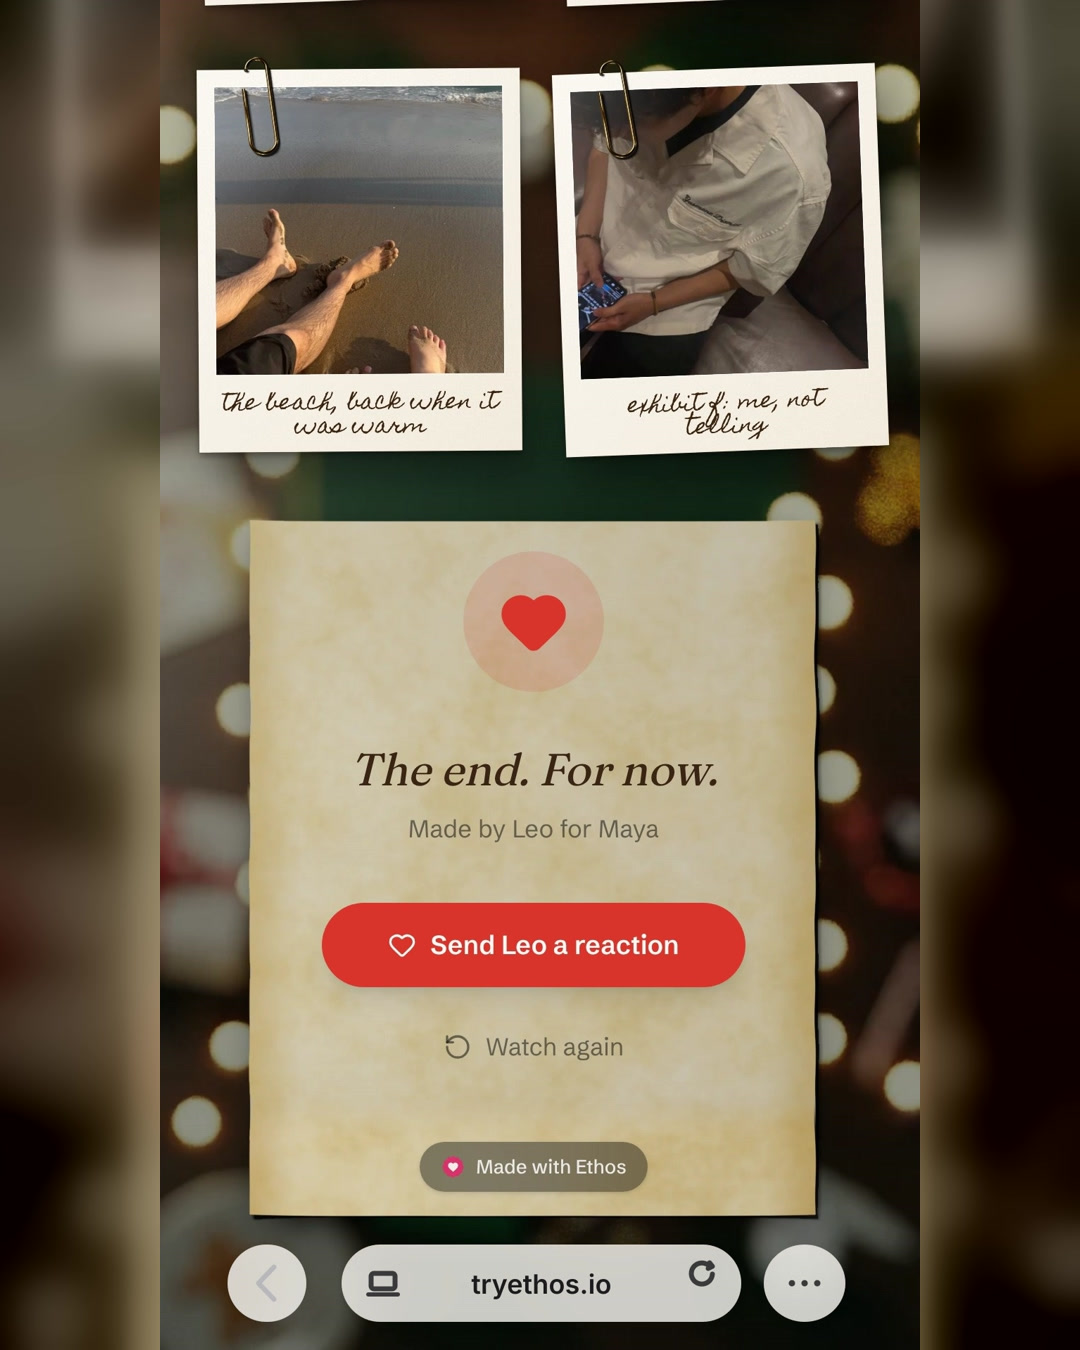 the beach, back when it
was warm
exhibit f: me, not
telling
The end. For now.
Made by Leo for Maya
Send Leo a reaction
Watch again
Made with Ethos
tryethos.io